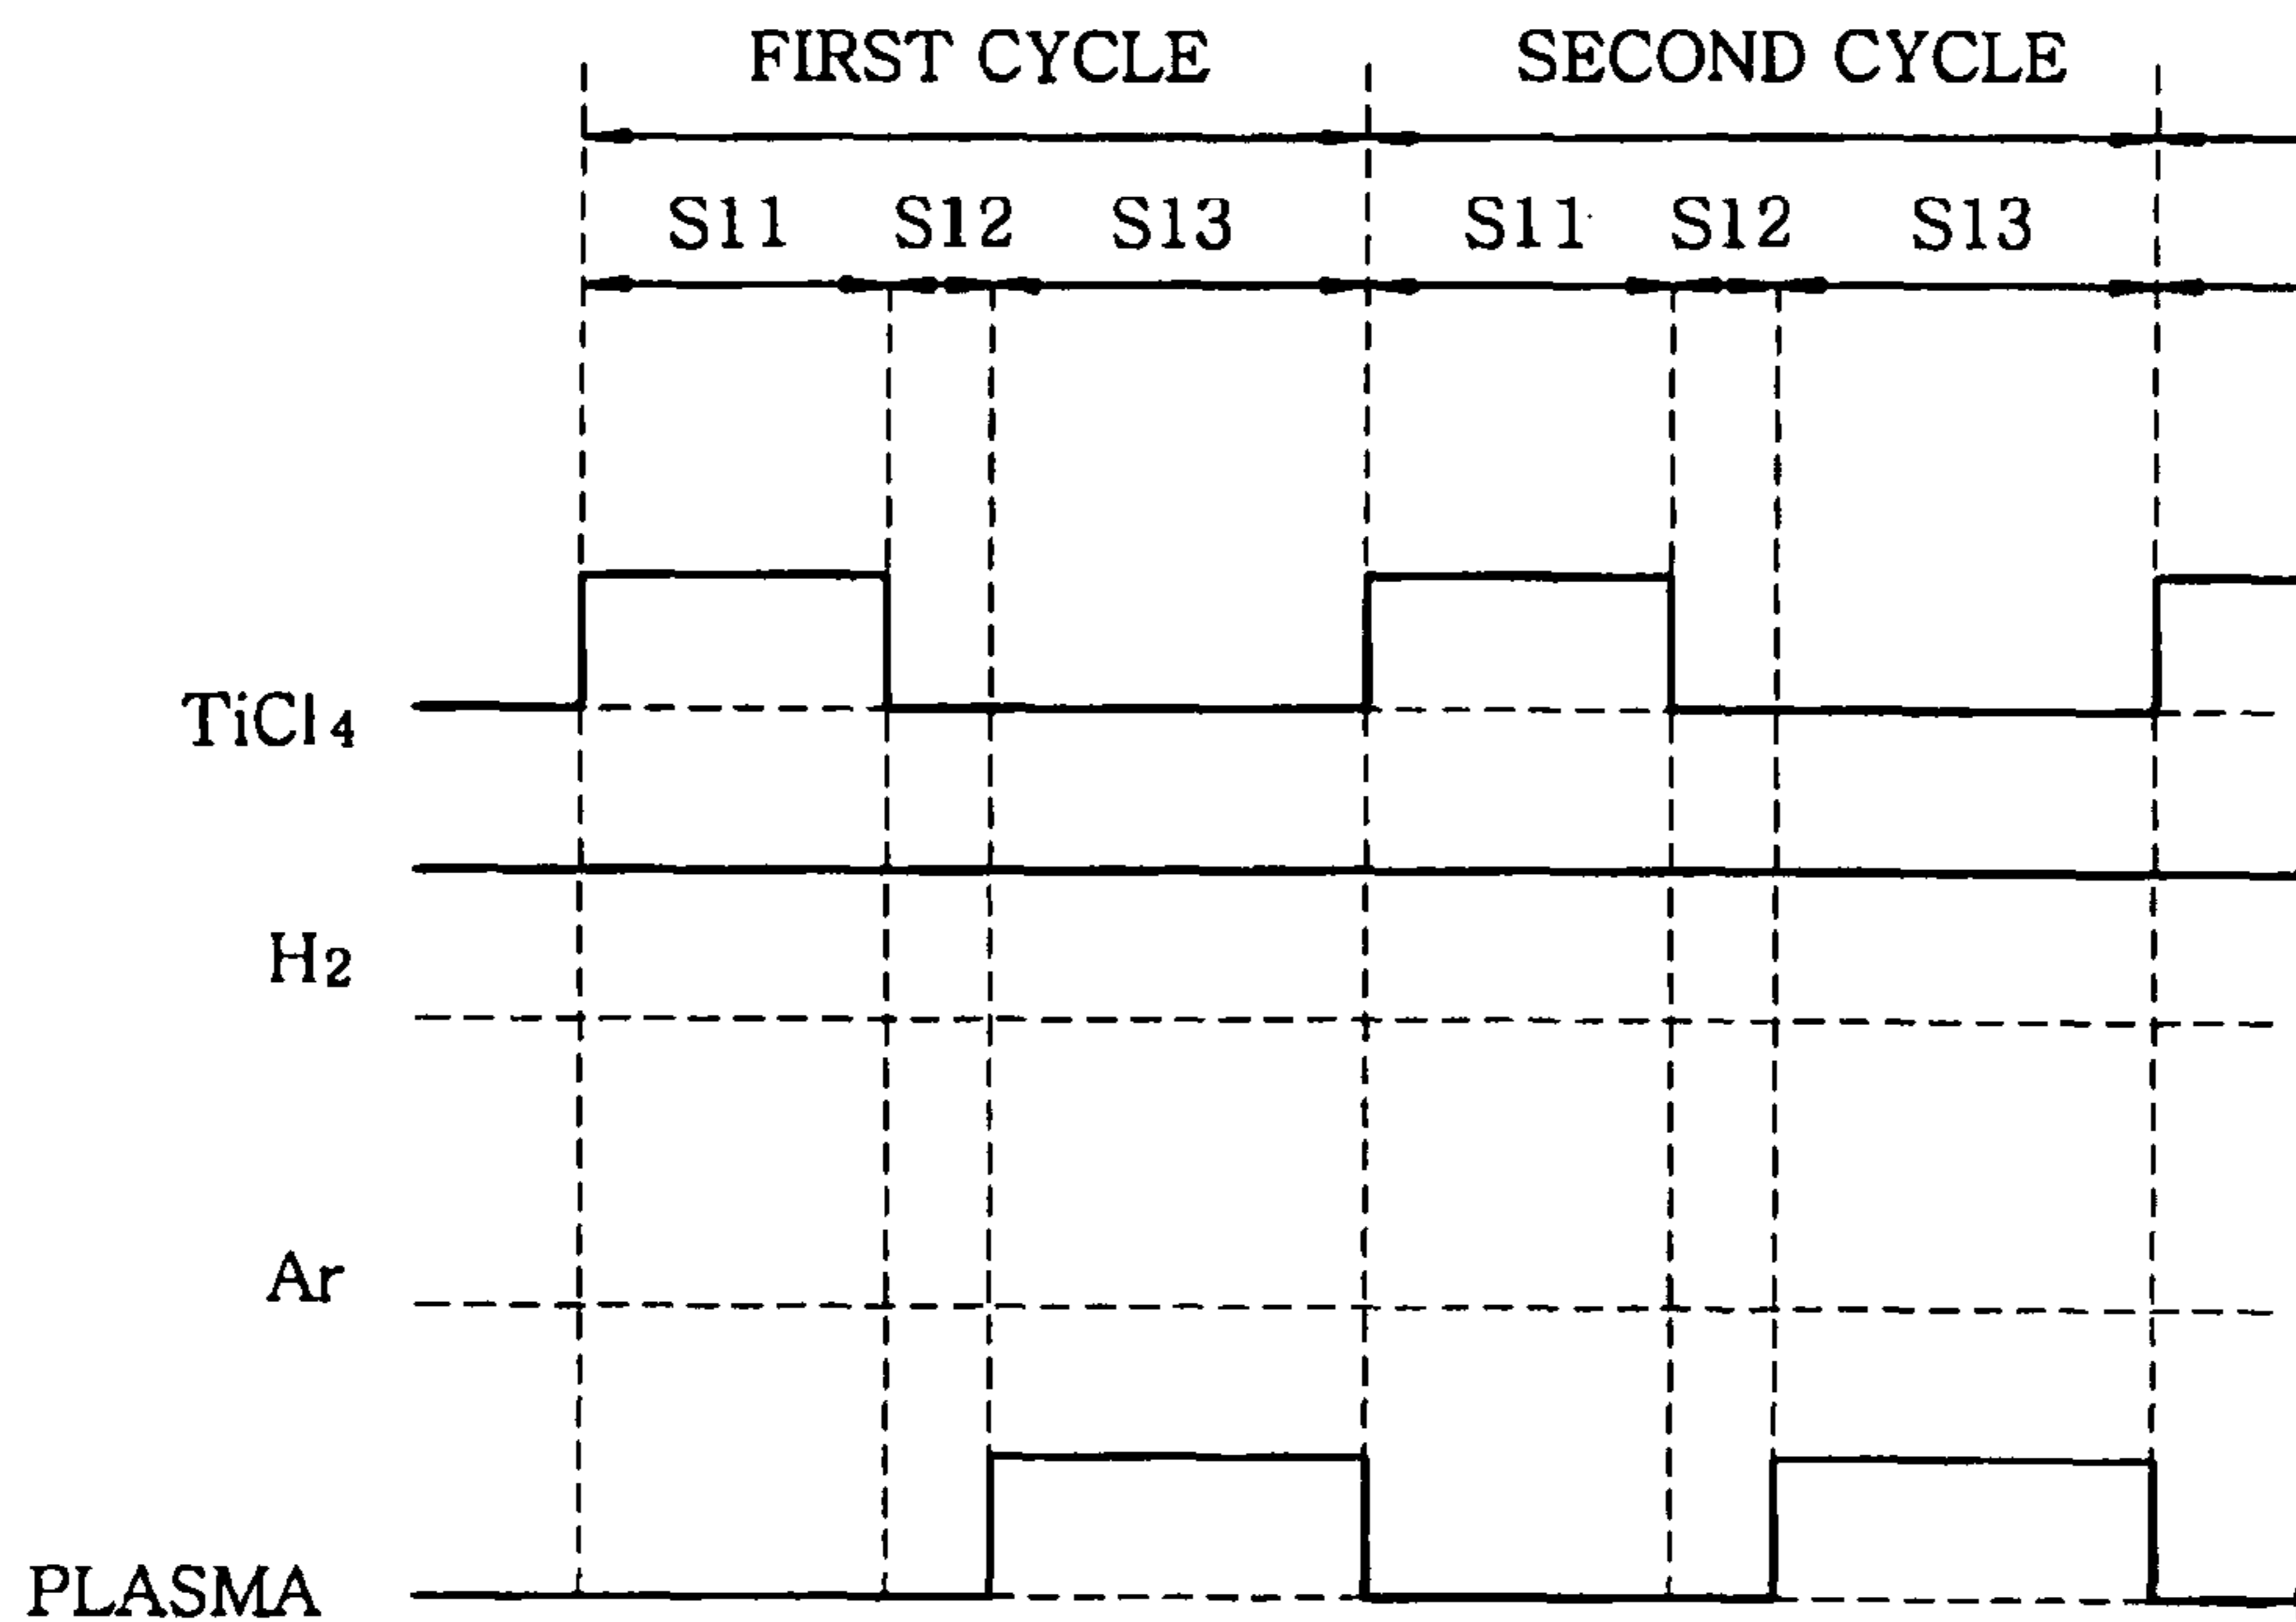 FIRST CYCLE SECOND CYCLE
S11 S12 S13 S11 S12 S13
TiCl4
H2
Ar
PLASMA